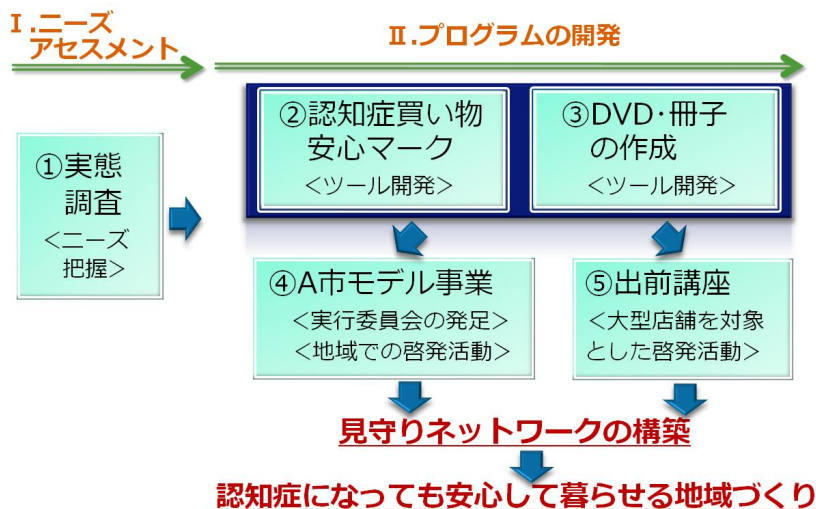 Ⅰ.ニーズ
アセスメント
Ⅱ.プログラムの開発
①実態
調査
<ニーズ
把握>
②認知症買い物
安心マーク
<ツール開発>
③DVD･冊子
の作成
<ツール開発>
④A市モデル事業
<実行委員会の発足>
<地域での啓発活動>
⑤出前講座
<大型店舗を対象
とした啓発活動>
見守りネットワークの構築
認知症になっても安心して暮らせる地域づくり